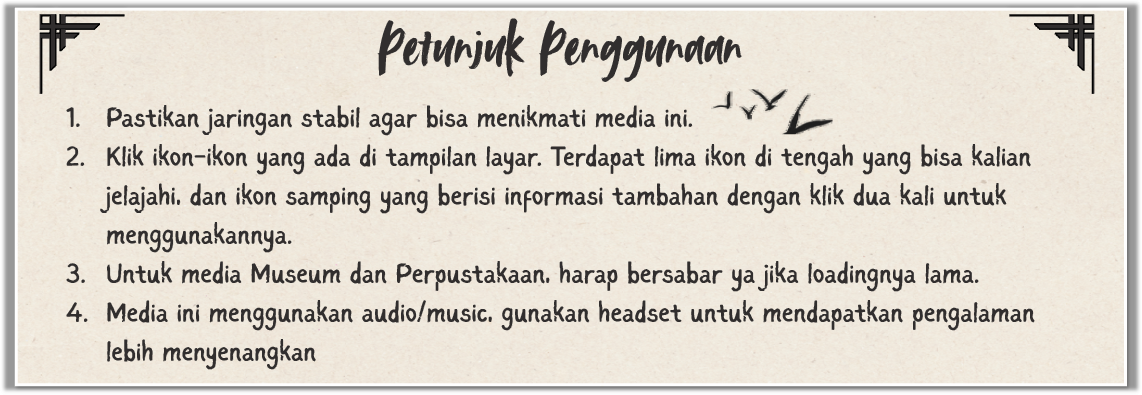 Petunjuk Penggunaan
1. Pastikan jaringan stabil agar bisa menikmati media ini.
2. Klik ikon-ikon yang ada di tampilan layar. Terdapat lima ikon di tengah yang bisa kalian
jelajahi, dan ikon samping yang berisi informasi tambahan dengan klik dua kali untuk
menggunakannya.
3. Untuk media Museum dan Perpustakaan, harap bersabar ya jika loadingnya lama.
4. Media ini menggunakan audio/music, gunakan headset untuk mendapatkan pengalaman
lebih menyenangkan